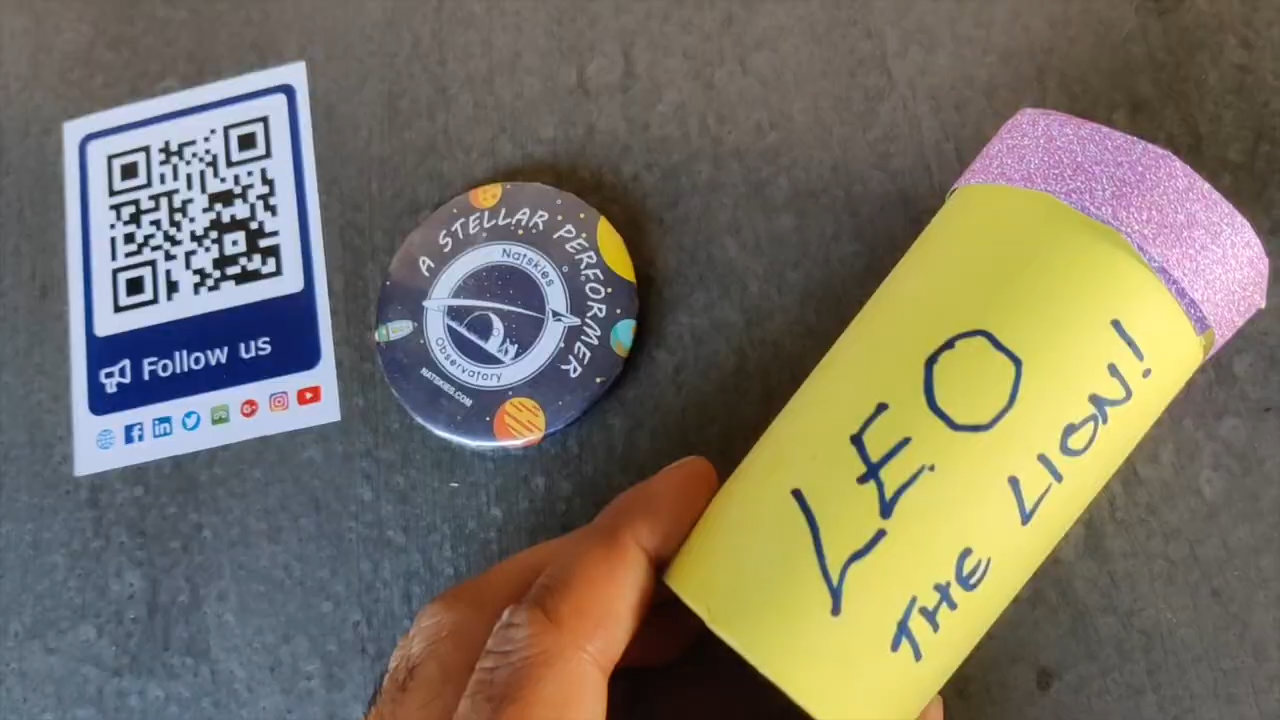 Follow us
A STELLAR PERFORMER
Natskies
Observatory
NATSKIES.COM
LEO
THE LION!